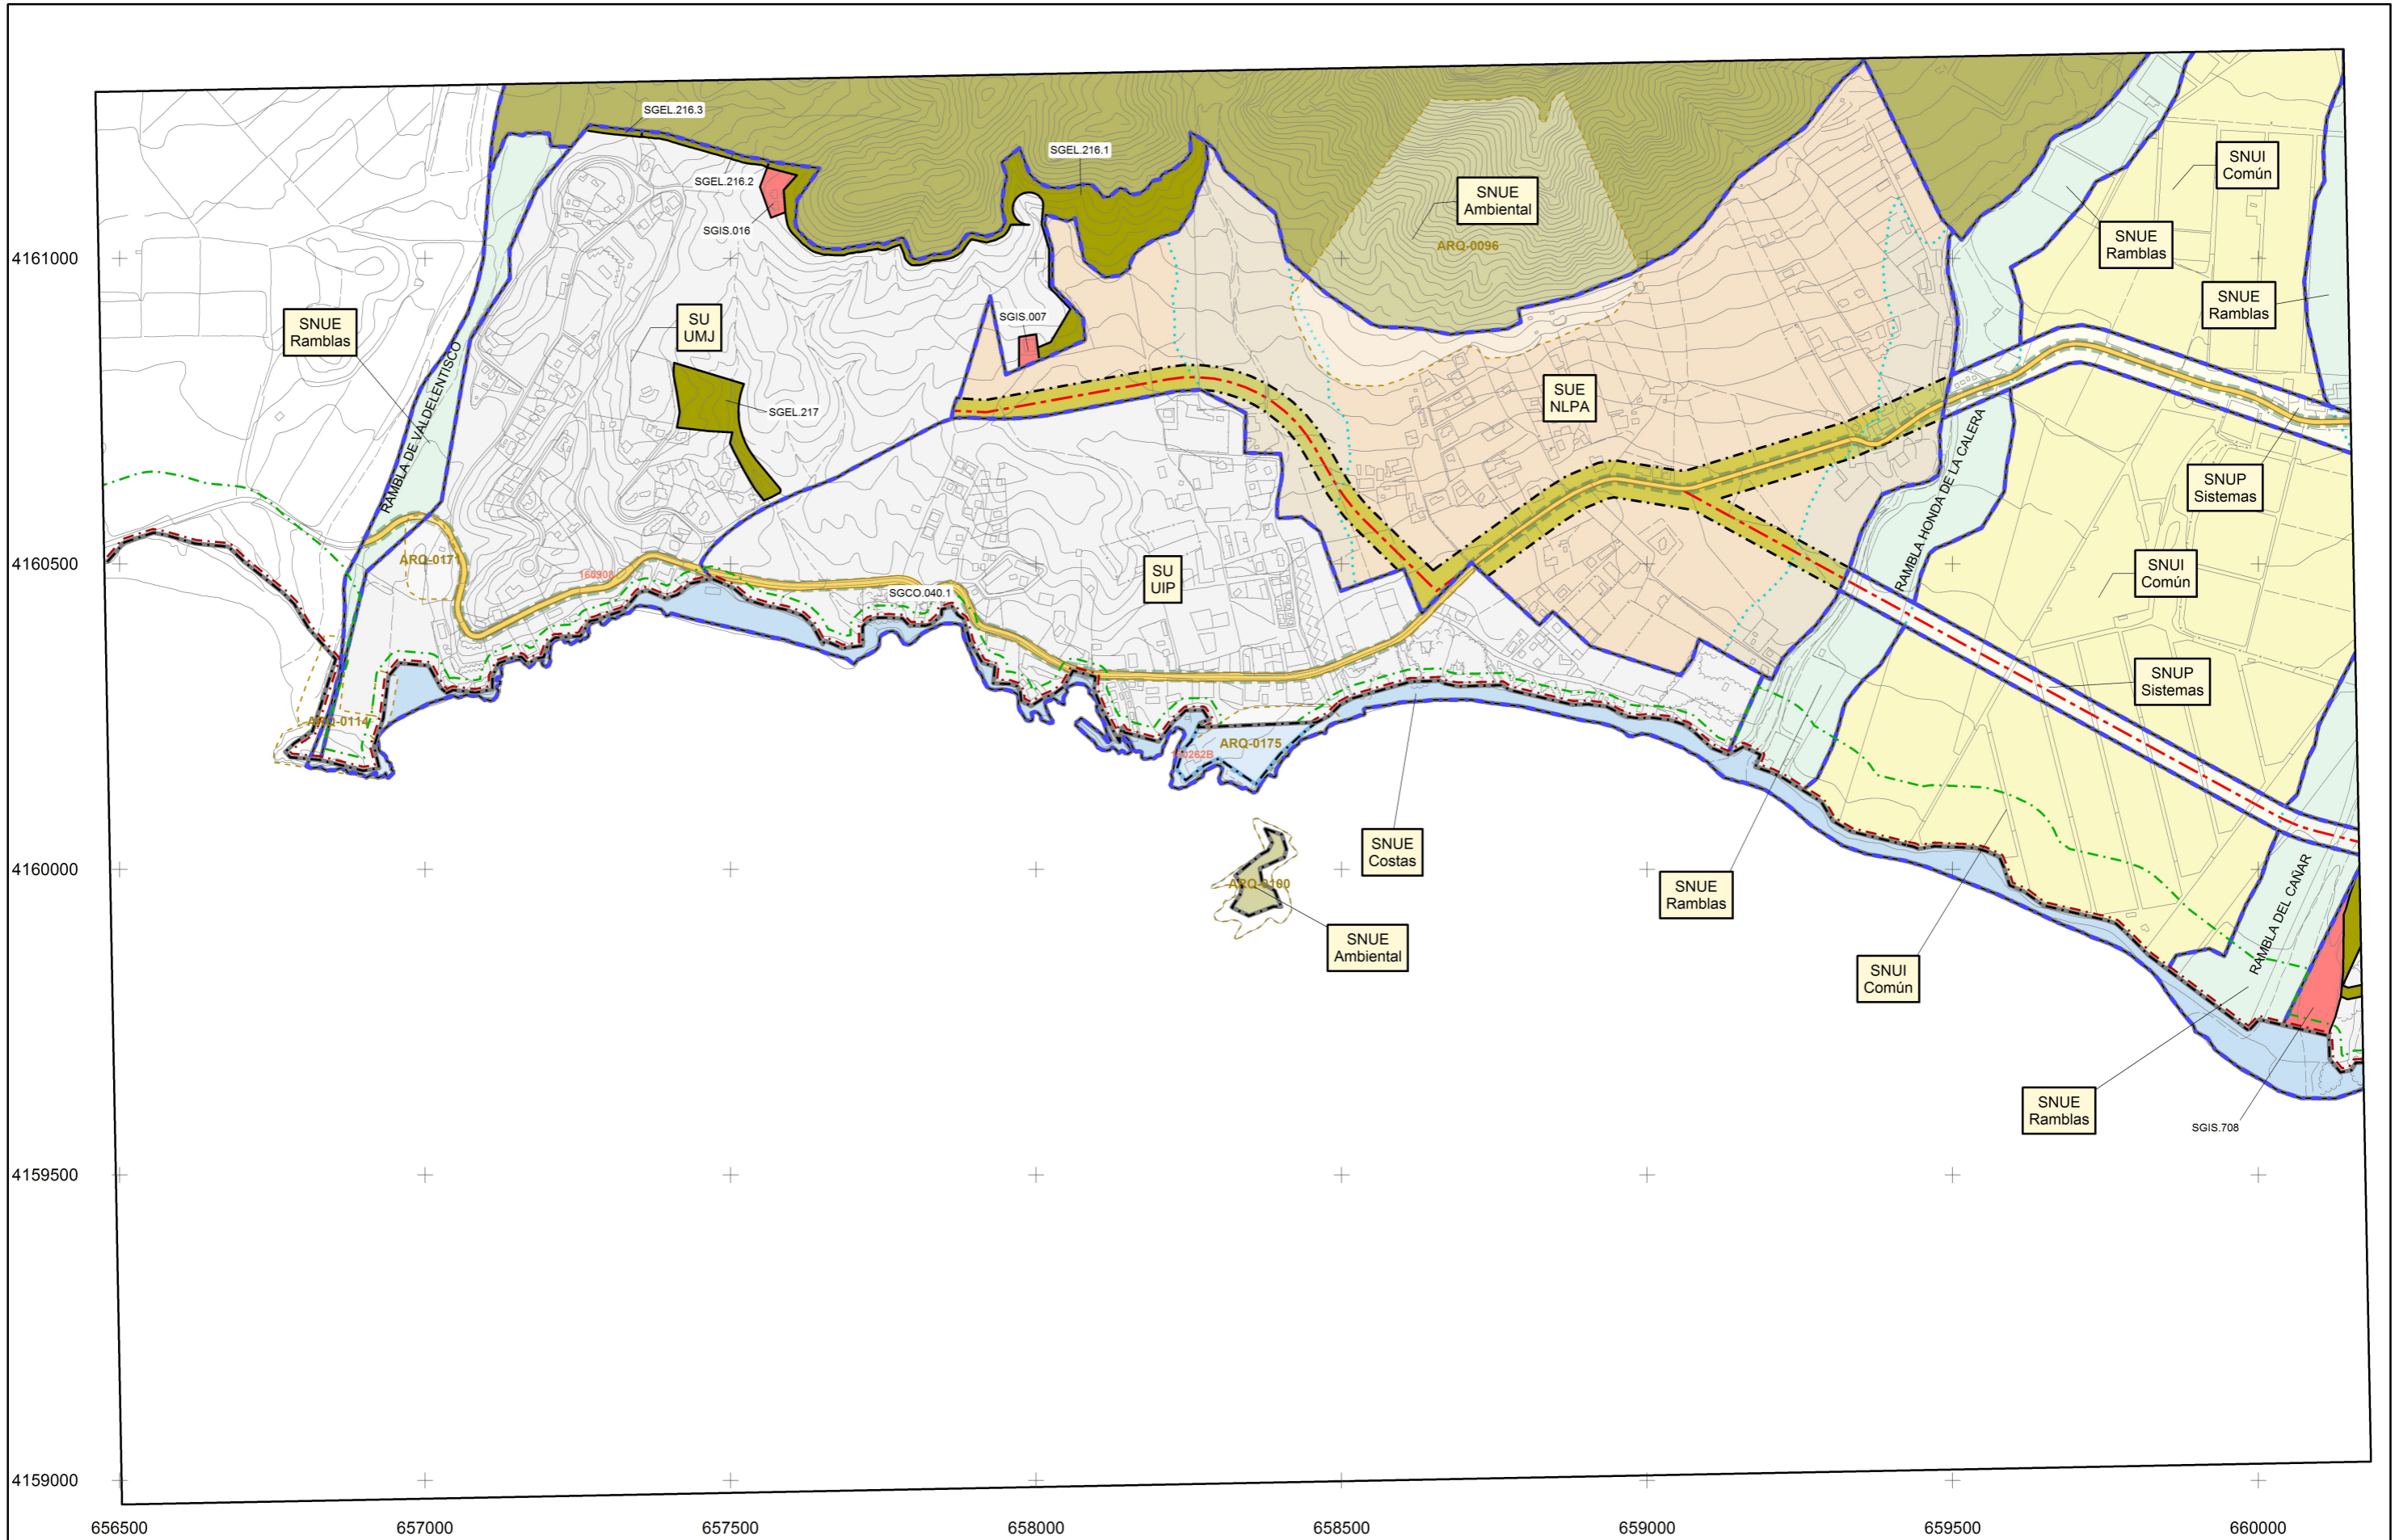 SGEL.216.3
SGEL.216.1
SGEL.216.2
SGIS.016
SNUE
Ambiental
ARQ-0096
SNUI
Común
SNUE
Ramblas
SNUE
Ramblas
4161000
SNUE
Ramblas
SU
UMJ
SGIS.007
RAMBLA DE VALDELENTISCO
SGEL.217
SUE
NLPA
RAMBLA HONDA DE LA CALERA
SNUP
Sistemas
4160500
ARQ-0171
160908
SGCO.040.1
SU
UIP
SNUI
Común
SNUP
Sistemas
ARQ-0114
ARQ-0175
SNUE
Costas
4160000
ARQ-0180
SNUE
Ramblas
SNUE
Ambiental
SNUI
Común
RAMBLA DEL CAÑAR
SNUE
Ramblas
SGIS.708
4159500
4159000
656500 657000 657500 658000 658500 659000 659500 660000